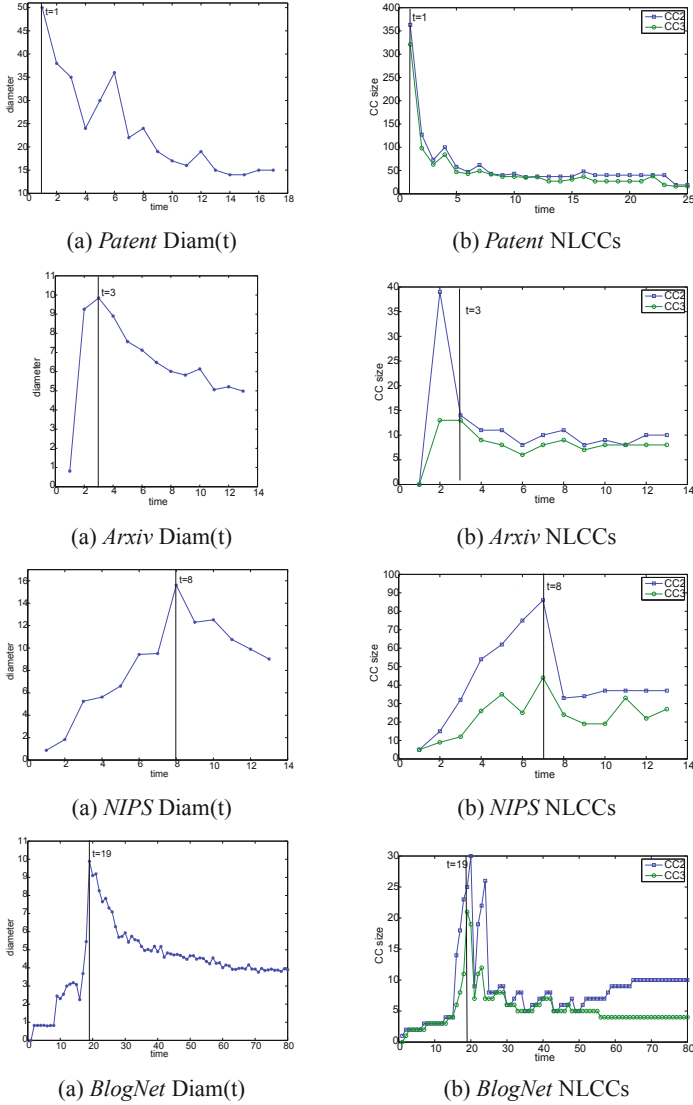 50
45
40
35
30
25
20
15
10
diameter
t=1
0 2 4 6 8 10 12 14 16 18
time
(a) Patent Diam(t)
400
350
300
250
200
150
100
50
0
CC size
t=1
CC2
CC3
0 5 10 15 20 25
time
(b) Patent NLCCs
11
10
9
8
7
6
5
4
3
2
1
0
diameter
t=3
0 2 4 6 8 10 12 14
time
(a) Arxiv Diam(t)
40
35
30
25
20
15
10
5
0
CC size
t=3
CC2
CC3
0 2 4 6 8 10 12 14
time
(b) Arxiv NLCCs
16
14
12
10
8
6
4
2
0
diameter
t=8
0 2 4 6 8 10 12 14
time
(a) NIPS Diam(t)
100
90
80
70
60
50
40
30
20
10
0
CC size
t=8
CC2
CC3
0 2 4 6 8 10 12 14
time
(b) NIPS NLCCs
11
10
9
8
7
6
5
4
3
2
1
0
diameter
t=19
0 10 20 30 40 50 60 70 80
time
(a) BlogNet Diam(t)
30
25
20
15
10
5
0
CC size
t=19
CC2
CC3
0 10 20 30 40 50 60 70 80
time
(b) BlogNet NLCCs